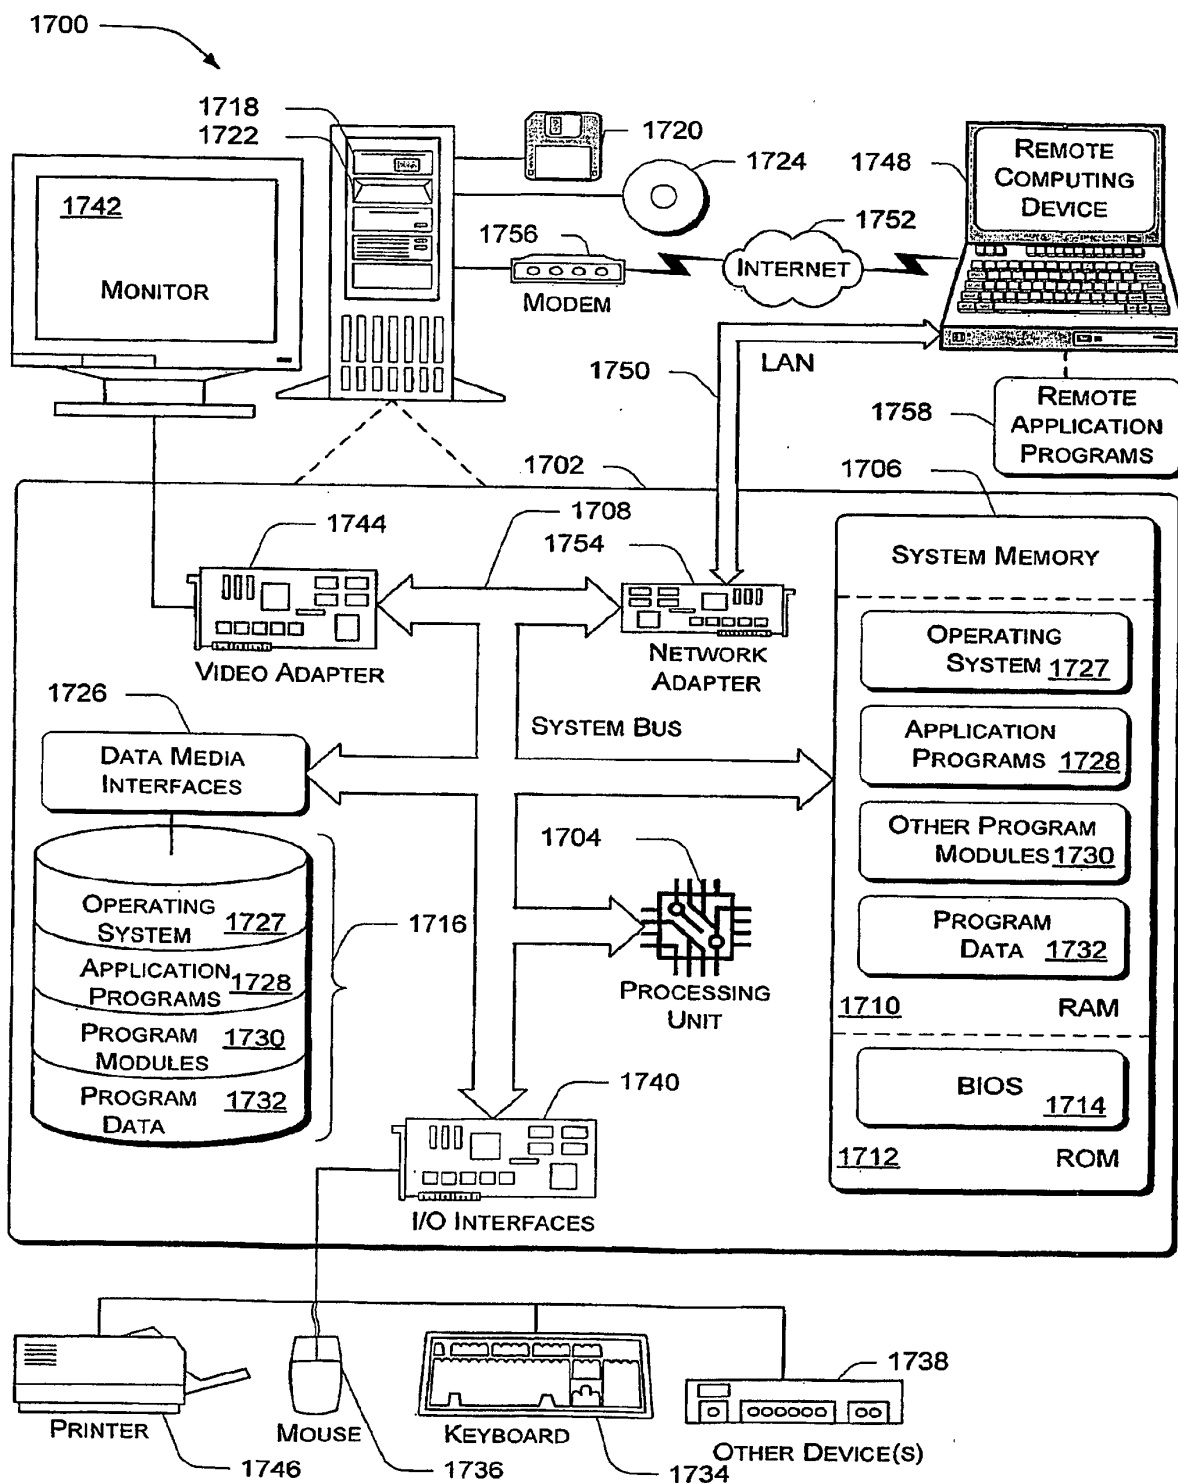 1700
1718
1722
1720
1724
1748
REMOTE
COMPUTING
DEVICE
1742
MONITOR
1756
MODEM
1752
INTERNET
1750
LAN
1758
REMOTE
APPLICATION
PROGRAMS
1702
1706
1744
1708
1754
VIDEO ADAPTER
NETWORK
ADAPTER
SYSTEM MEMORY
OPERATING
SYSTEM 1727
1726
DATA MEDIA
INTERFACES
SYSTEM BUS
APPLICATION
PROGRAMS 1728
OTHER PROGRAM
MODULES 1730
1704
PROCESSING
UNIT
PROGRAM
DATA 1732
1710 RAM
OPERATING
SYSTEM 1727
1716
APPLICATION
PROGRAMS 1728
PROGRAM
MODULES 1730
PROGRAM
DATA 1732
BIOS
1714
1712 ROM
1740
I/O INTERFACES
PRINTER
1746
MOUSE
1736
KEYBOARD
1734
1738
OTHER DEVICE(S)